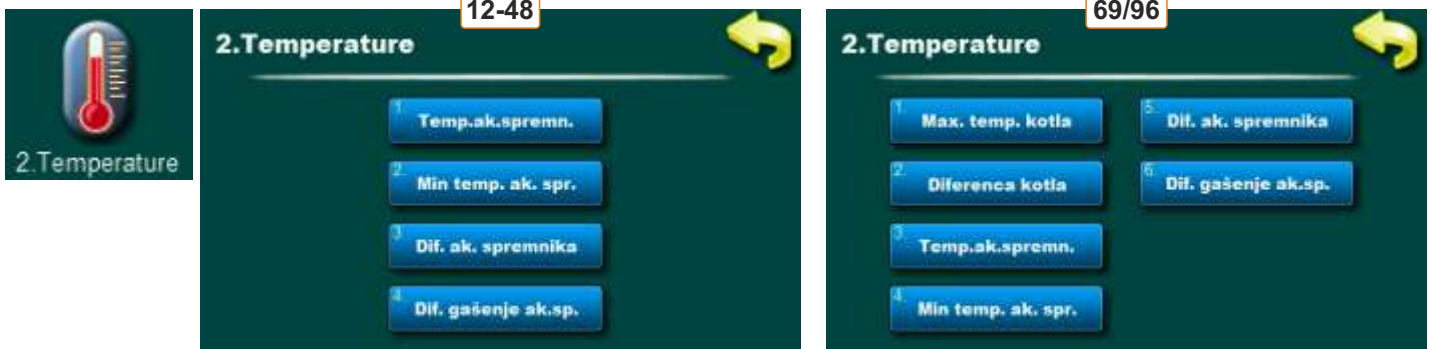 2.Temperature
12-48
2.Temperature
1. Temp.ak.spremn.
2. Min temp. ak. spr.
3. Dif. ak. spremnika
4. Dif. gašenje ak.sp.
69/96
2.Temperature
1. Max. temp. kotla
2. Diferenca kotla
3. Temp.ak.spremn.
4. Min temp. ak. spr.
5. Dif. ak. spremnika
6. Dif. gašenje ak.sp.